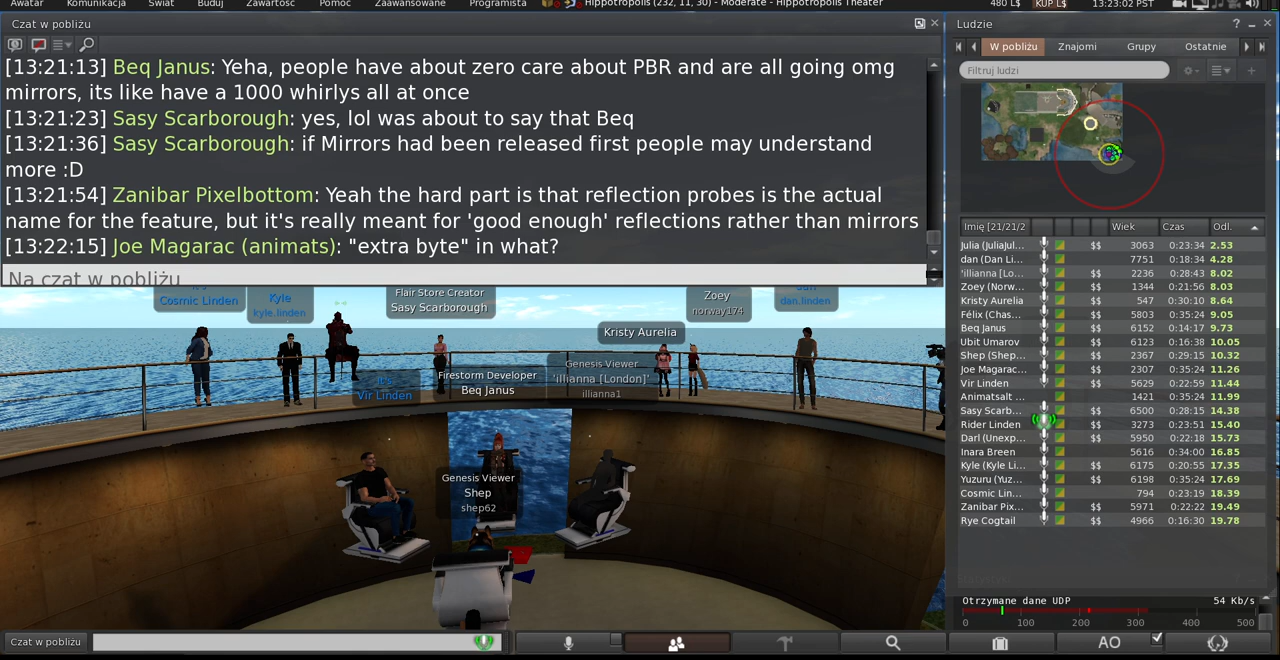 Awatar Komunikacja Świat Buduj Zawartość Pomoc Zaawansowane Programista Hippotropolis (232, 11, 30) - Moderate - Hippotropolis Theater 480 L$ KUP L$ 13:23:02 PST
Czat w pobliżu
[13:21:13] Beq Janus: Yeha, people have about zero care about PBR and are all going omg
mirrors, its like have a 1000 whirlys all at once
[13:21:23] Sasy Scarborough: yes, lol was about to say that Beq
[13:21:36] Sasy Scarborough: if Mirrors had been released first people may understand
more :D
[13:21:54] Zanibar Pixelbottom: Yeah the hard part is that reflection probes is the actual
name for the feature, but it's really meant for 'good enough' reflections rather than mirrors
[13:22:15] Joe Magarac (animats): "extra byte" in what?
Na czat w pobliżu
Cosmic Linden
Kyle
kyle.linden
Flair Store Creator
Sasy Scarborough
Zoey
norway174
dan.linden
Kristy Aurelia
It's
Vir Linden
Firestorm Developer
Beq Janus
Genesis Viewer
'illianna [London]'
illianna1
Genesis Viewer
Shep
shep62
Ludzie
? _ ×
W pobliżu Znajomi Grupy Ostatnie
Filtruj ludzi
Imię [21/21/2 Wiek Czas Odl.
Julia (JuliaJul... $$ 3063 0:23:34 2.53
dan (Dan Li... 7751 0:18:34 4.28
'illianna [Lo... $$ 2236 0:28:43 8.02
Zoey (Norw... $$ 1344 0:21:56 8.03
Kristy Aurelia 547 0:30:10 8.64
Félix (Chas... $$ 5803 0:35:24 9.05
Beq Janus $$ 6152 0:14:17 9.73
Ubit Umarov $$ 6123 0:16:38 10.05
Shep (Shep... $$ 2367 0:29:15 10.32
Joe Magarac... $$ 2307 0:35:24 11.26
Vir Linden $$ 5629 0:22:59 11.44
Animatsalt ... 1421 0:35:24 11.99
Sasy Scarb... $$ 6500 0:28:15 14.38
Rider Linden $$ 3273 0:23:51 15.40
Darl (Unexp... $$ 5950 0:22:18 15.73
Inara Breen 5616 0:34:00 16.85
Kyle (Kyle Li... $$ 6175 0:20:55 17.35
Yuzuru (Yuz... $$ 6198 0:35:24 17.69
Cosmic Lin... 794 0:23:19 18.39
Zanibar Pix... $$ 5971 0:22:22 19.49
Rye Cogtail $$ 4966 0:16:30 19.78
Otrzymane dane UDP 54 Kb/s
0 100 200 300 400 500
Czat w pobliżu
AO